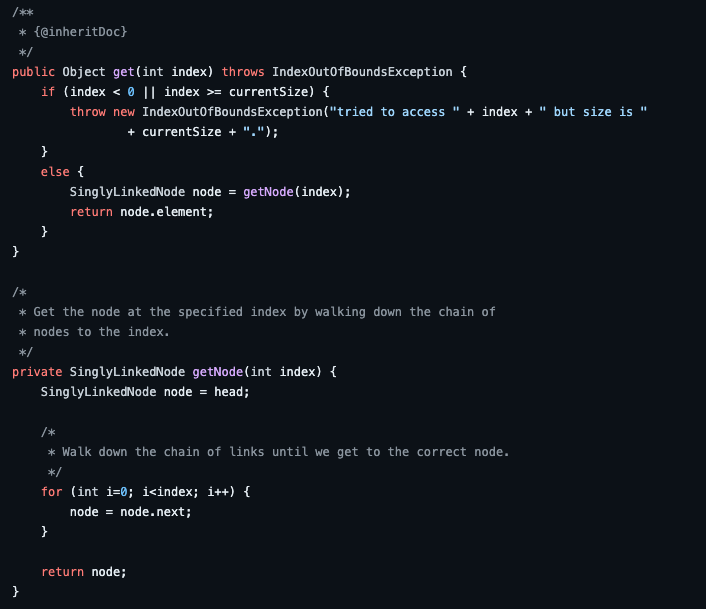 /**
 * {@inheritDoc}
 */
public Object get(int index) throws IndexOutOfBoundsException {
    if (index < 0 || index >= currentSize) {
        throw new IndexOutOfBoundsException("tried to access " + index + " but size is "
                + currentSize + ".");
    }
    else {
        SinglyLinkedNode node = getNode(index);
        return node.element;
    }
}

/*
 * Get the node at the specified index by walking down the chain of
 * nodes to the index.
 */
private SinglyLinkedNode getNode(int index) {
    SinglyLinkedNode node = head;

    /*
     * Walk down the chain of links until we get to the correct node.
     */
    for (int i=0; i<index; i++) {
        node = node.next;
    }

    return node;
}